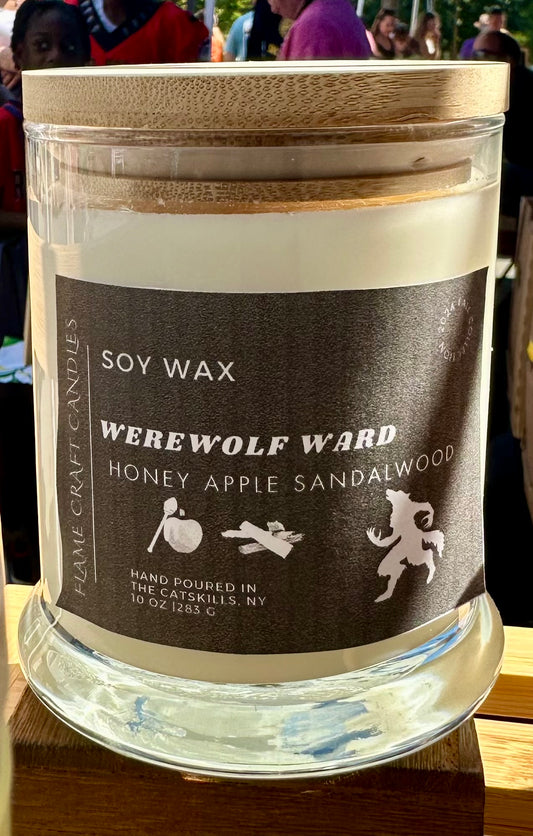 FLAME CRAFT CANDLES
SOY WAX
WEREWOLF WARD
HONEY APPLE SANDALWOOD
HAND POURED IN
THE CATSKILLS, NY
10 OZ |283 G